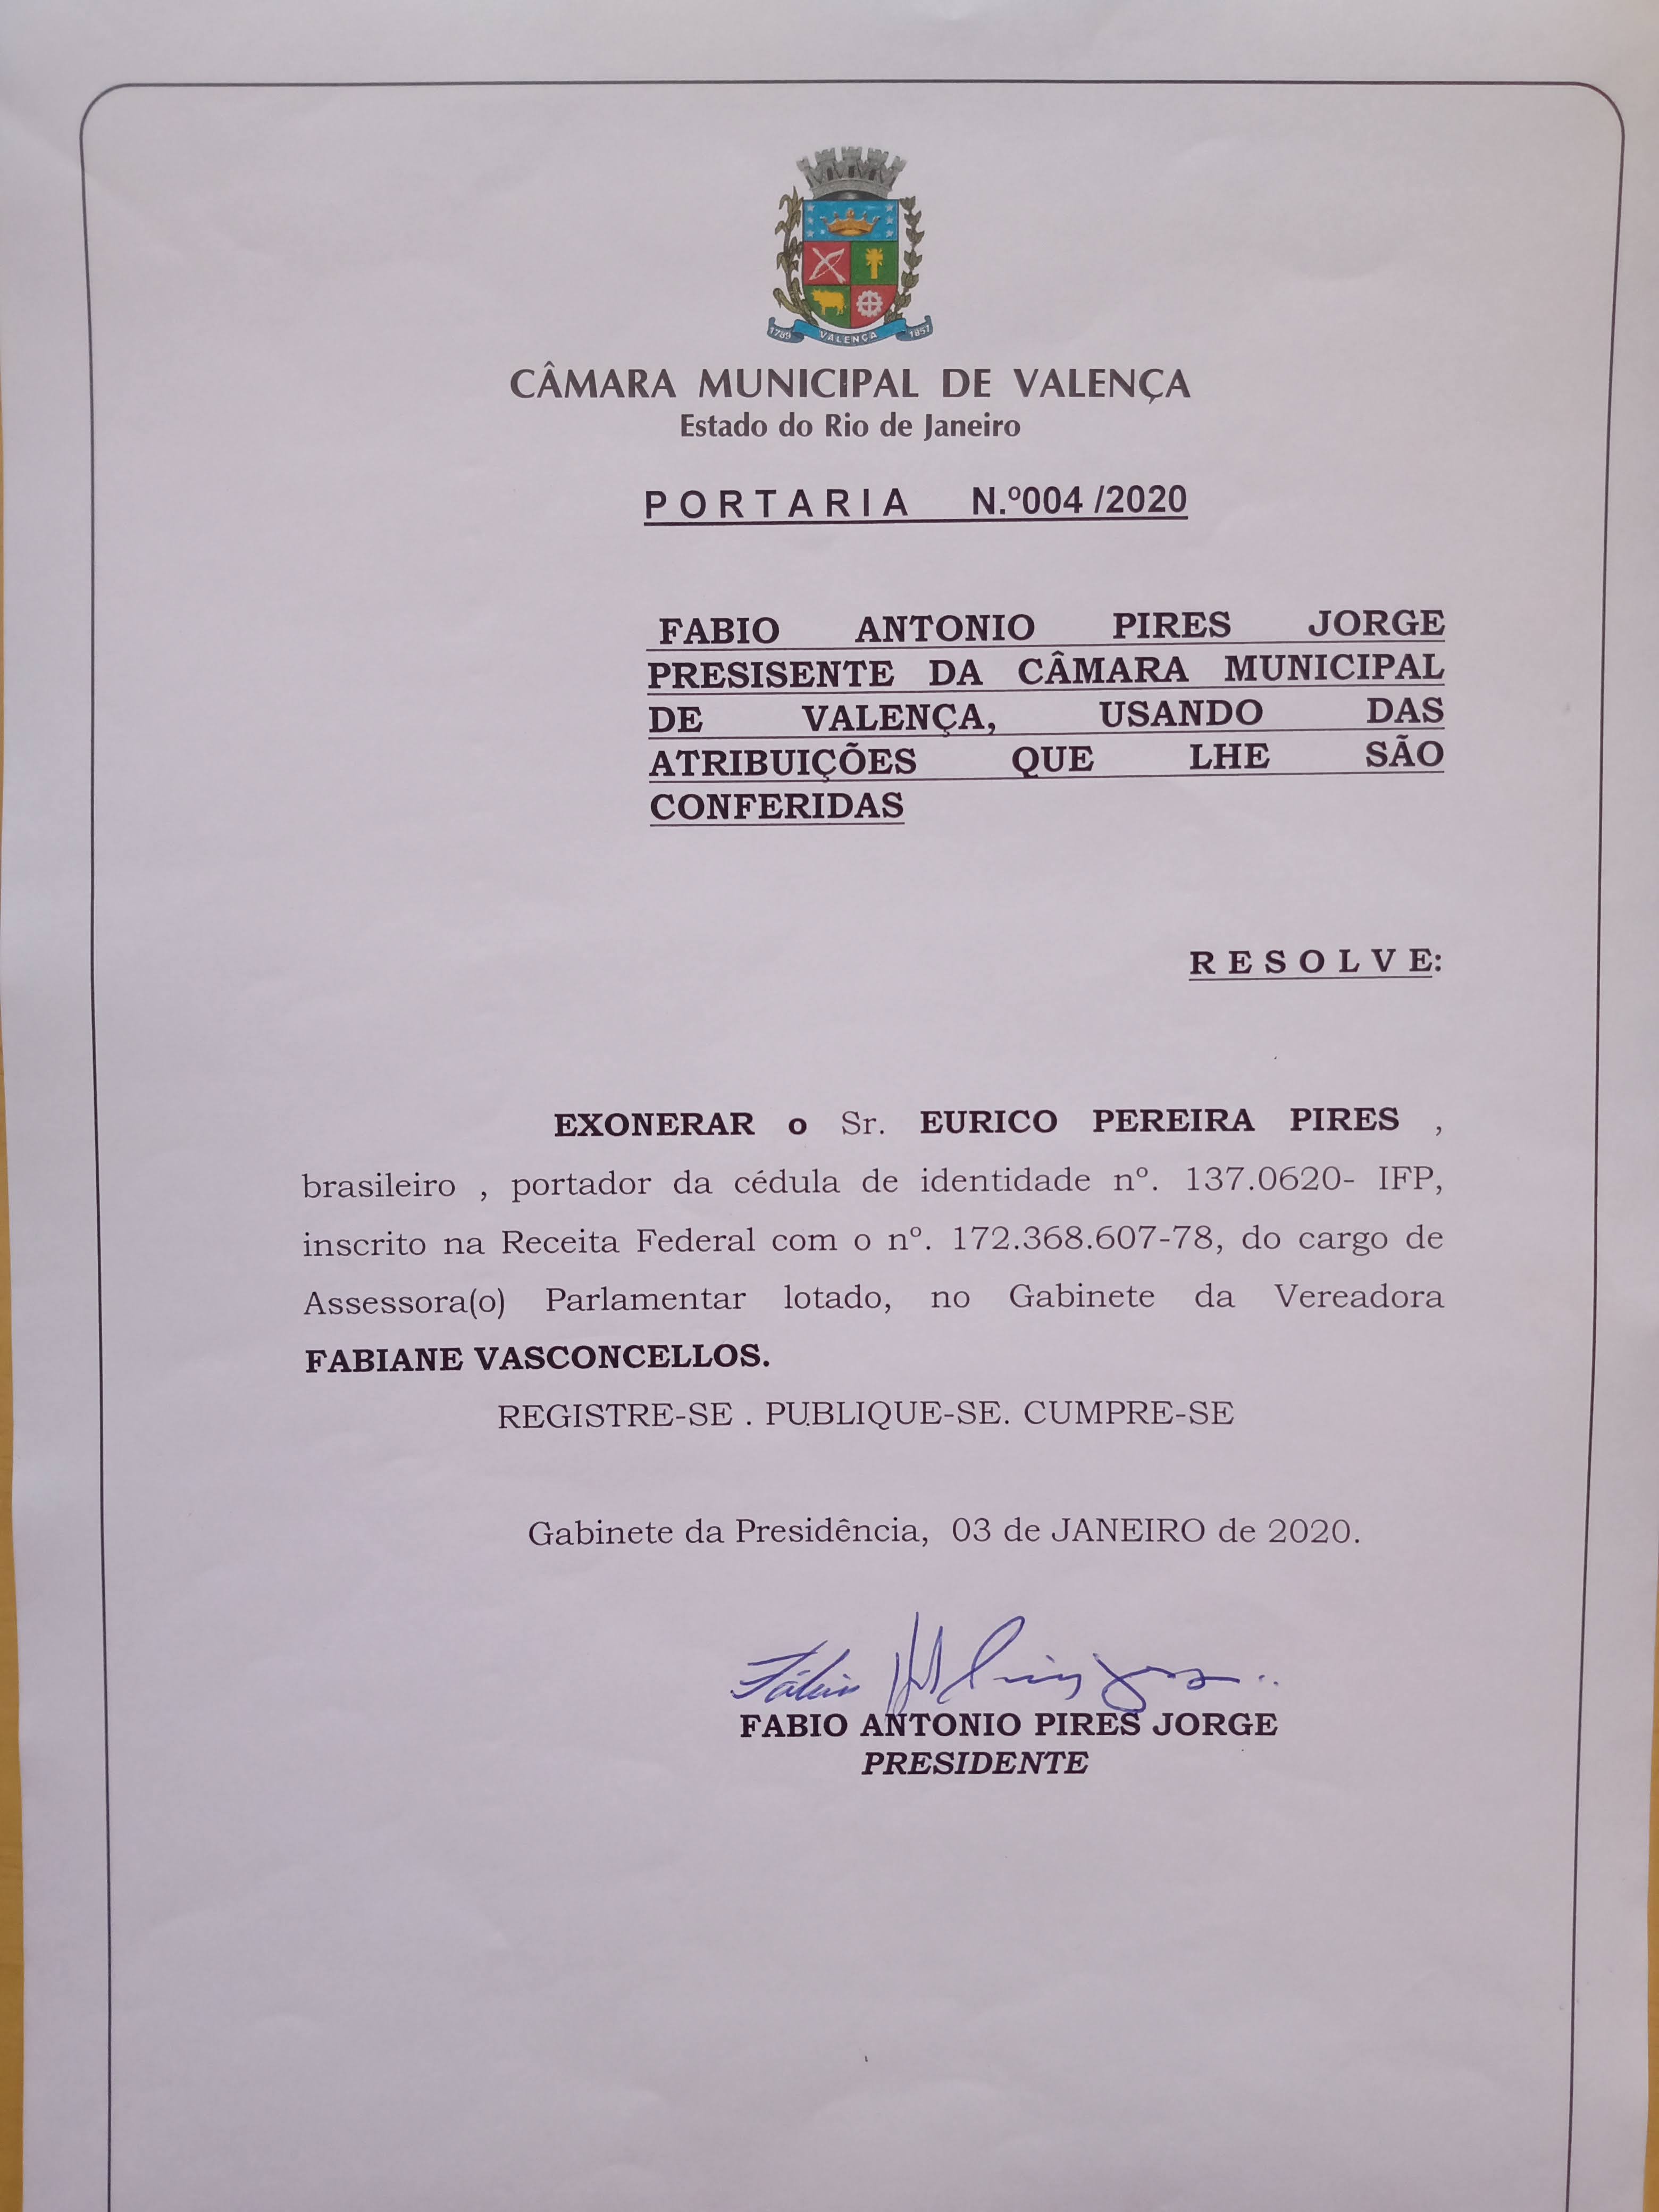 1789 VALENÇA 1857
CÂMARA MUNICIPAL DE VALENÇA
Estado do Rio de Janeiro
PORTARIA N.º004 /2020
FABIO ANTONIO PIRES JORGE
PRESISENTE DA CÂMARA MUNICIPAL
DE VALENÇA, USANDO DAS
ATRIBUIÇÕES QUE LHE SÃO
CONFERIDAS
RESOLVE:
EXONERAR o Sr. EURICO PEREIRA PIRES ,
brasileiro , portador da cédula de identidade nº. 137.0620- IFP,
inscrito na Receita Federal com o nº. 172.368.607-78, do cargo de
Assessora(o) Parlamentar lotado, no Gabinete da Vereadora
FABIANE VASCONCELLOS.
REGISTRE-SE . PUBLIQUE-SE. CUMPRE-SE
Gabinete da Presidência, 03 de JANEIRO de 2020.
FABIO ANTONIO PIRES JORGE
PRESIDENTE